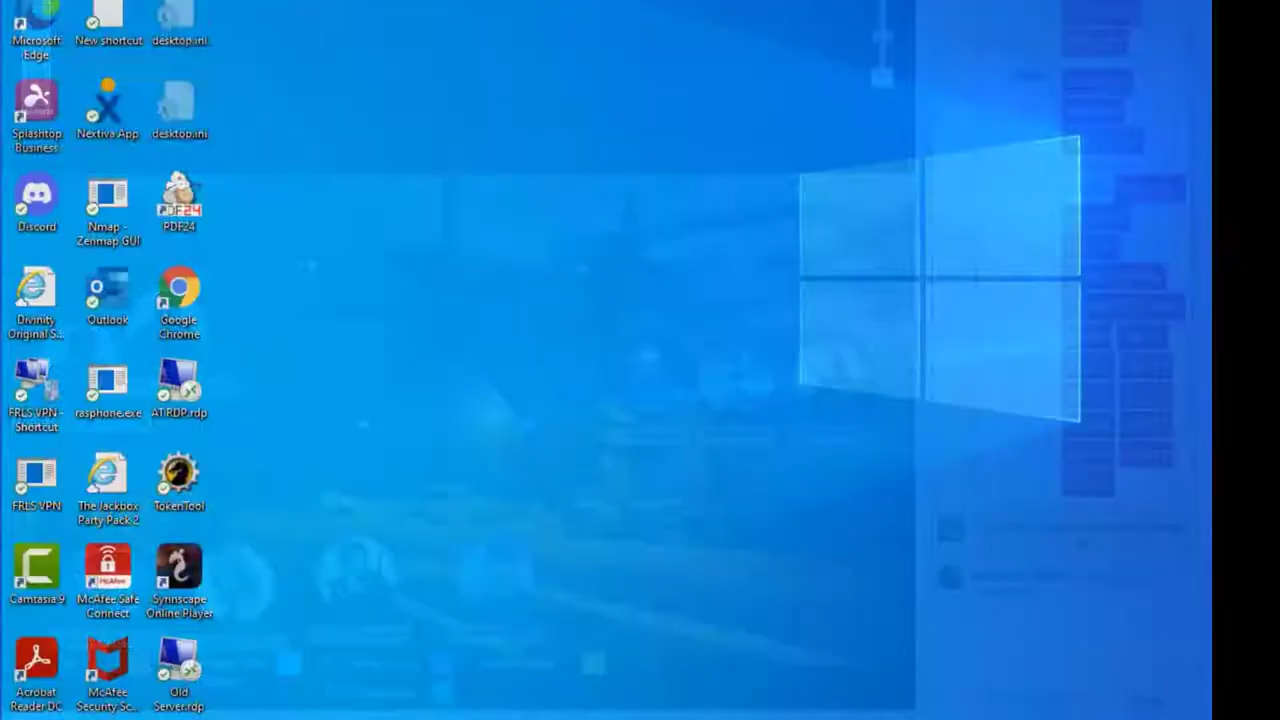 Microsoft
Edge
New shortcut
desktop.ini
Splashtop
Business
Nextiva App
desktop.ini
Discord
Nmap -
Zenmap GUI
PDF24
Divinity
Original S...
Outlook
Google
Chrome
FRLS VPN -
Shortcut
rasphone.exe
ATIRDP.rdp
FRLS VPN
The Jackbox
Party Pack 2
TokenTool
Camtasia 9
McAfee Safe
Connect
Synnscape
Online Player
Acrobat
Reader DC
McAfee
Security Sc...
Old
Server.rdp